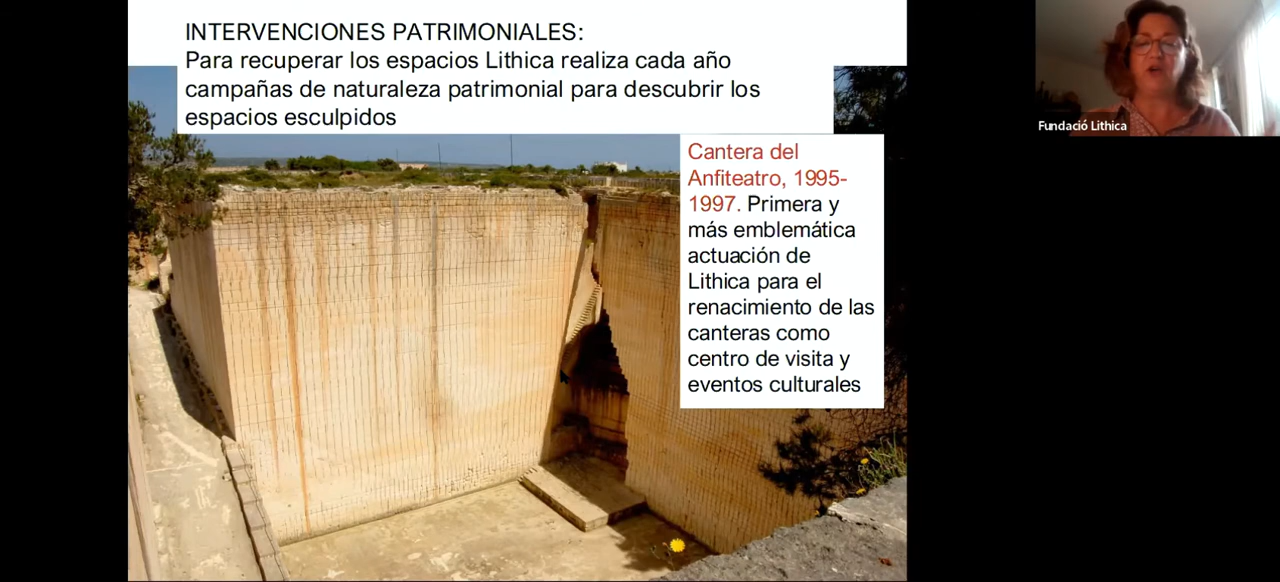 INTERVENCIONES PATRIMONIALES:
Para recuperar los espacios Lithica realiza cada año
campañas de naturaleza patrimonial para descubrir los
espacios esculpidos
Cantera del
Anfiteatro, 1995-
1997. Primera y
más emblemática
actuación de
Lithica para el
renacimiento de las
canteras como
centro de visita y
eventos culturales
Fundació Lithica